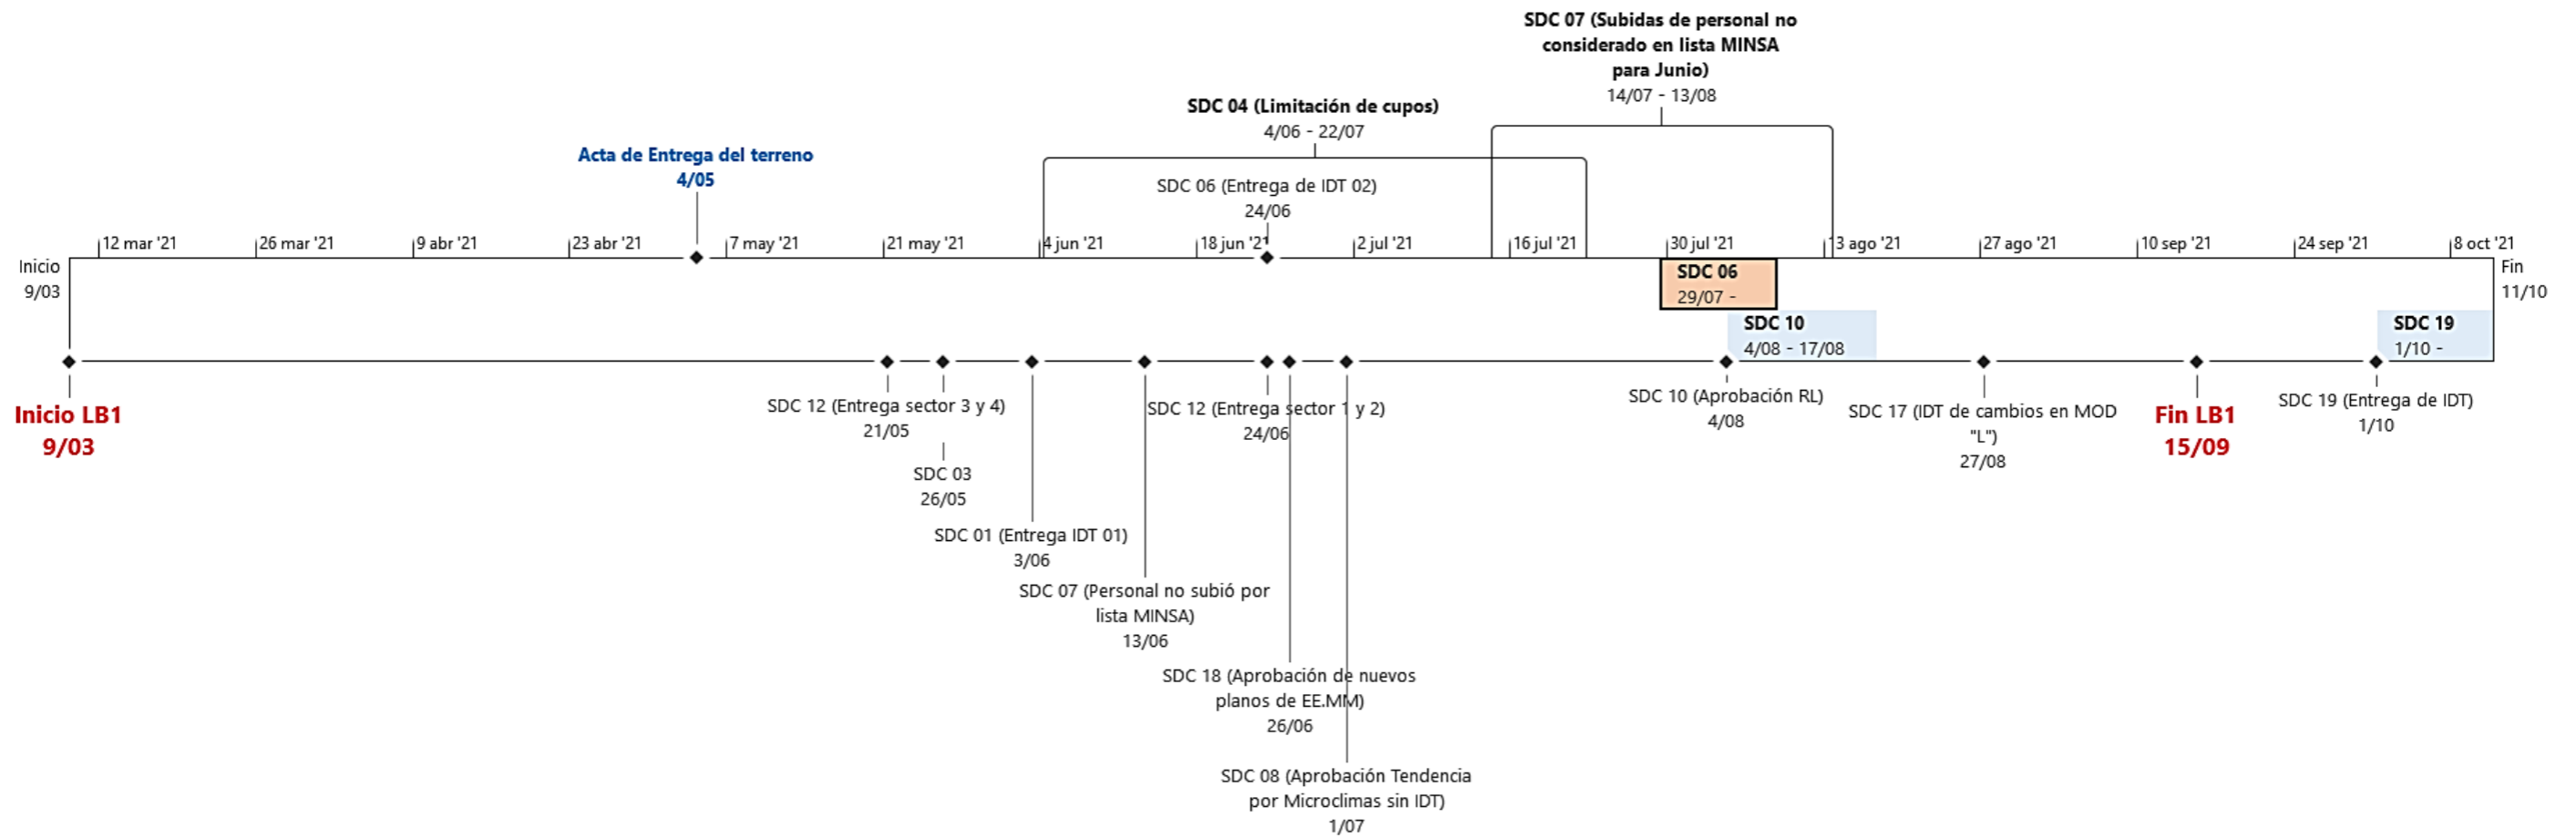 SDC 07 (Subidas de personal no
considerado en lista MINSA
para Junio)
14/07 - 13/08
SDC 04 (Limitación de cupos)
4/06 - 22/07
Acta de Entrega del terreno
4/05
SDC 06 (Entrega de IDT 02)
24/06
12 mar '21
26 mar '21
9 abr '21
23 abr '21
7 may '21
21 may '21
4 jun '21
18 jun '21
2 jul '21
16 jul '21
30 jul '21
13 ago '21
27 ago '21
10 sep '21
24 sep '21
8 oct '21
Inicio
9/03
Fin
11/10
SDC 06
29/07 -
SDC 10
4/08 - 17/08
SDC 19
1/10 -
Inicio LB1
9/03
SDC 12 (Entrega sector 3 y 4)
21/05
SDC 03
26/05
SDC 01 (Entrega IDT 01)
3/06
SDC 07 (Personal no subió por
lista MINSA)
13/06
SDC 12 (Entrega sector 1 y 2)
24/06
SDC 18 (Aprobación de nuevos
planos de EE.MM)
26/06
SDC 08 (Aprobación Tendencia
por Microclimas sin IDT)
1/07
SDC 10 (Aprobación RL)
4/08
SDC 17 (IDT de cambios en MOD
"L")
27/08
Fin LB1
15/09
SDC 19 (Entrega de IDT)
1/10